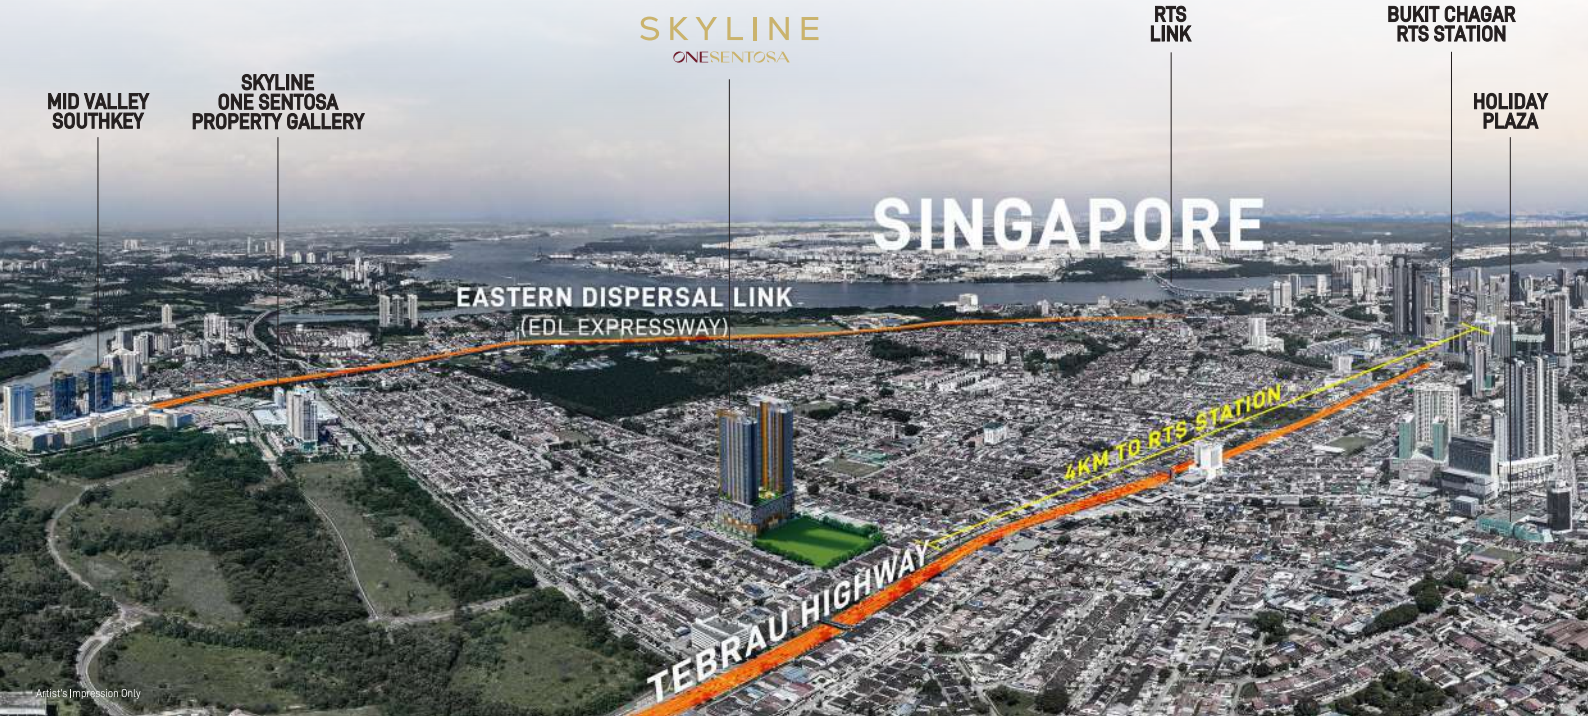 SKYLINE
ONESENTOSA
RTS
LINK
BUKIT CHAGAR
RTS STATION
MID VALLEY
SOUTHKEY
SKYLINE
ONE SENTOSA
PROPERTY GALLERY
HOLIDAY
PLAZA
SINGAPORE
EASTERN DISPERSAL LINK
(EDL EXPRESSWAY)
4KM TO RTS STATION
TEBRAU HIGHWAY
Artist's Impression Only